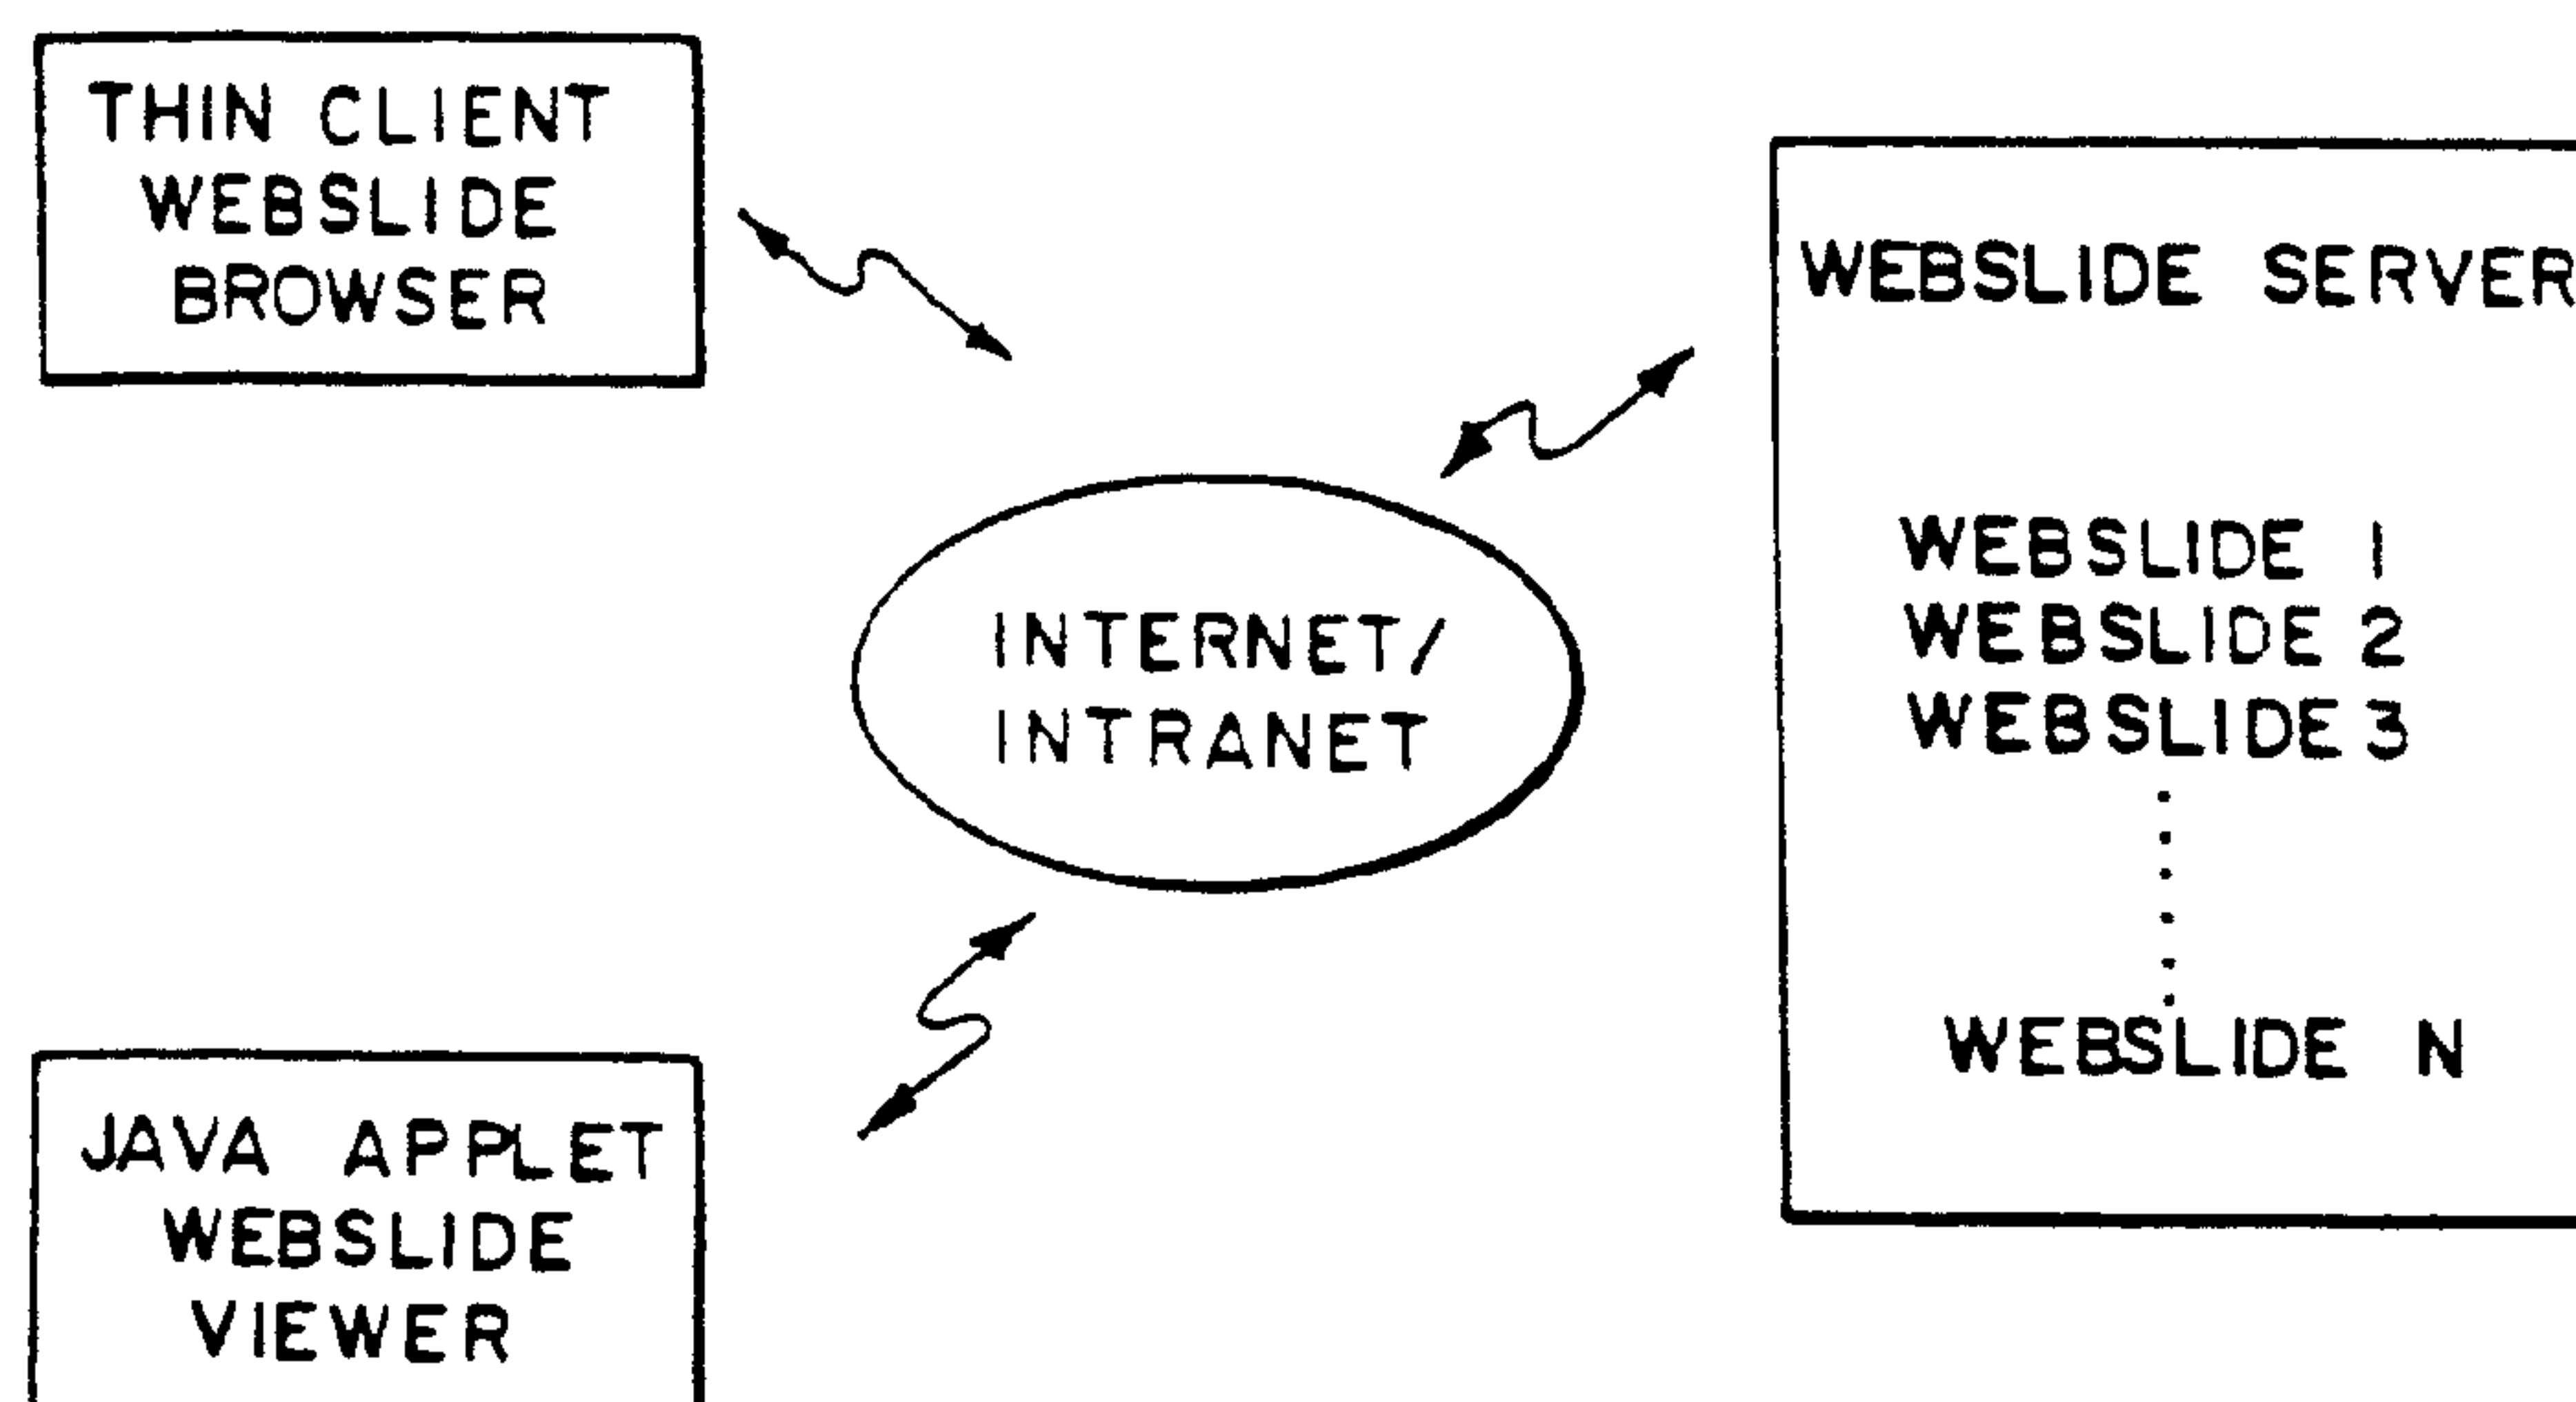 THIN CLIENT
WEBSLIDE
BROWSER
WEBSLIDE SERVER
WEBSLIDE 1
WEBSLIDE 2
WEBSLIDE 3
WEBSLIDE N
INTERNET/
INTRANET
JAVA APPLET
WEBSLIDE
VIEWER